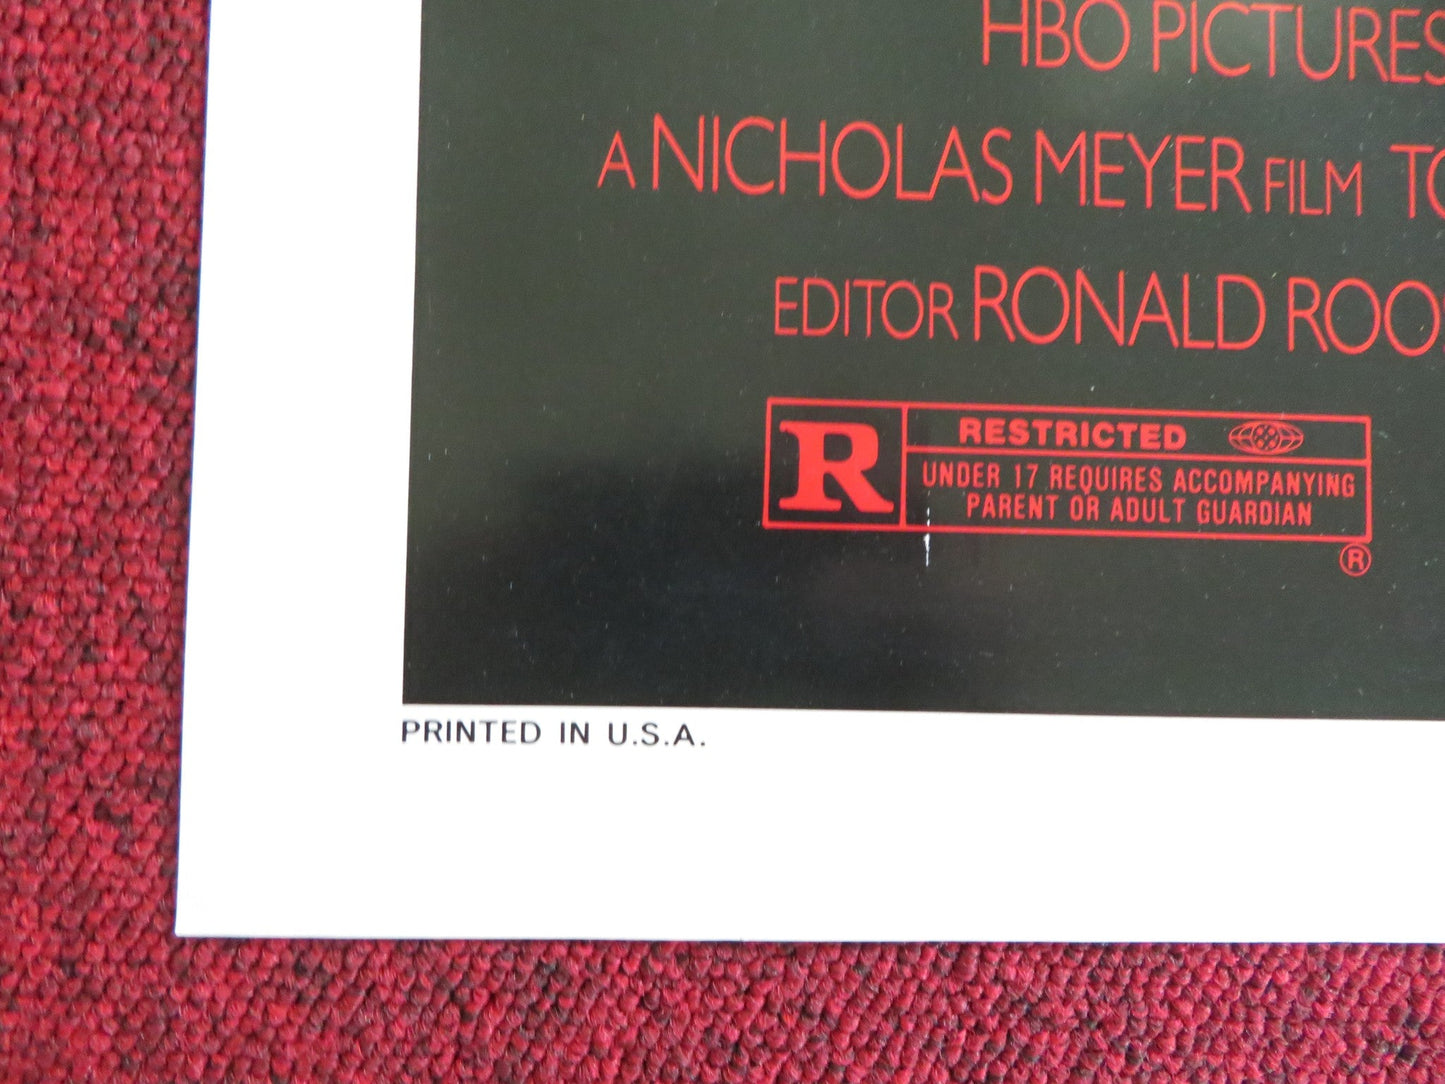 HBO PICTURES
A NICHOLAS MEYER FILM
EDITOR RONALD
R RESTRICTED
UNDER 17 REQUIRES ACCOMPANYING
PARENT OR ADULT GUARDIAN
®
PRINTED IN U.S.A.